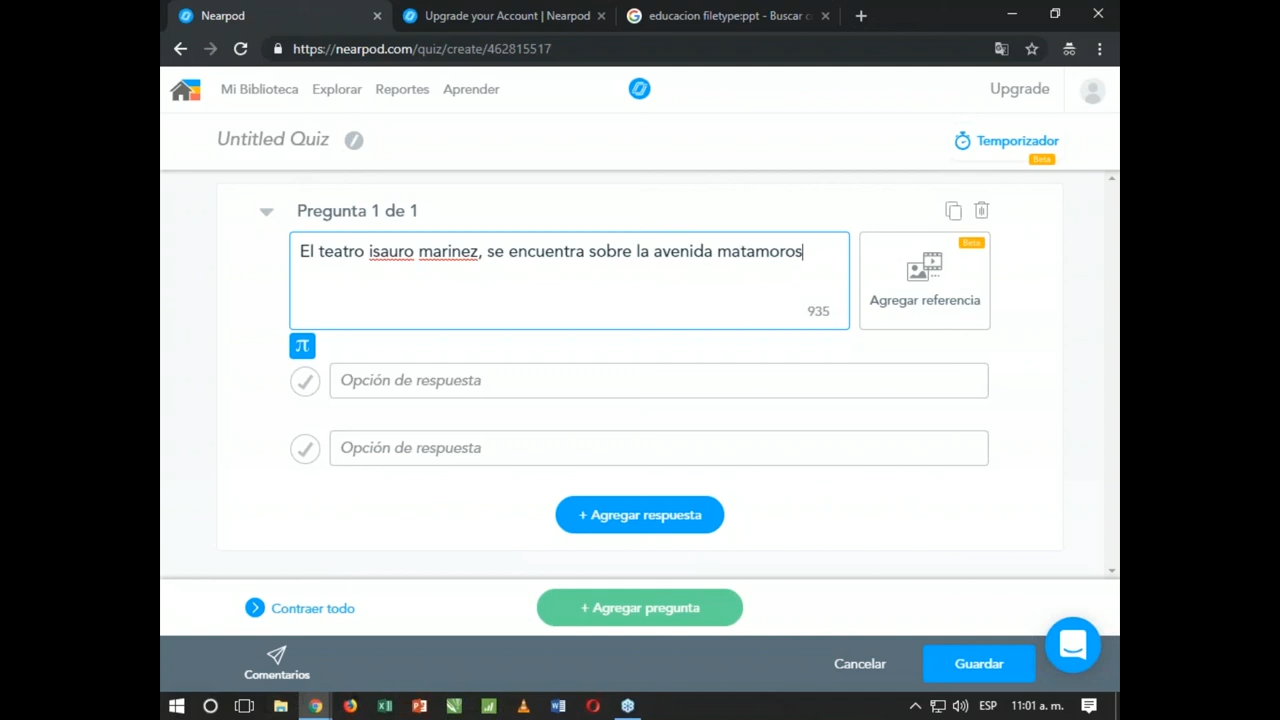 Nearpod
Upgrade your Account | Nearpod
educacion filetype:ppt - Buscar c
https://nearpod.com/quiz/create/462815517
Mi Biblioteca Explorar Reportes Aprender
Upgrade
Untitled Quiz
Temporizador
Beta
Pregunta 1 de 1
El teatro isauro marinez, se encuentra sobre la avenida matamoros
935
Beta
Agregar referencia
π
Opción de respuesta
Opción de respuesta
+ Agregar respuesta
Contraer todo
+ Agregar pregunta
Comentarios
Cancelar
Guardar
ESP
11:01 a. m.